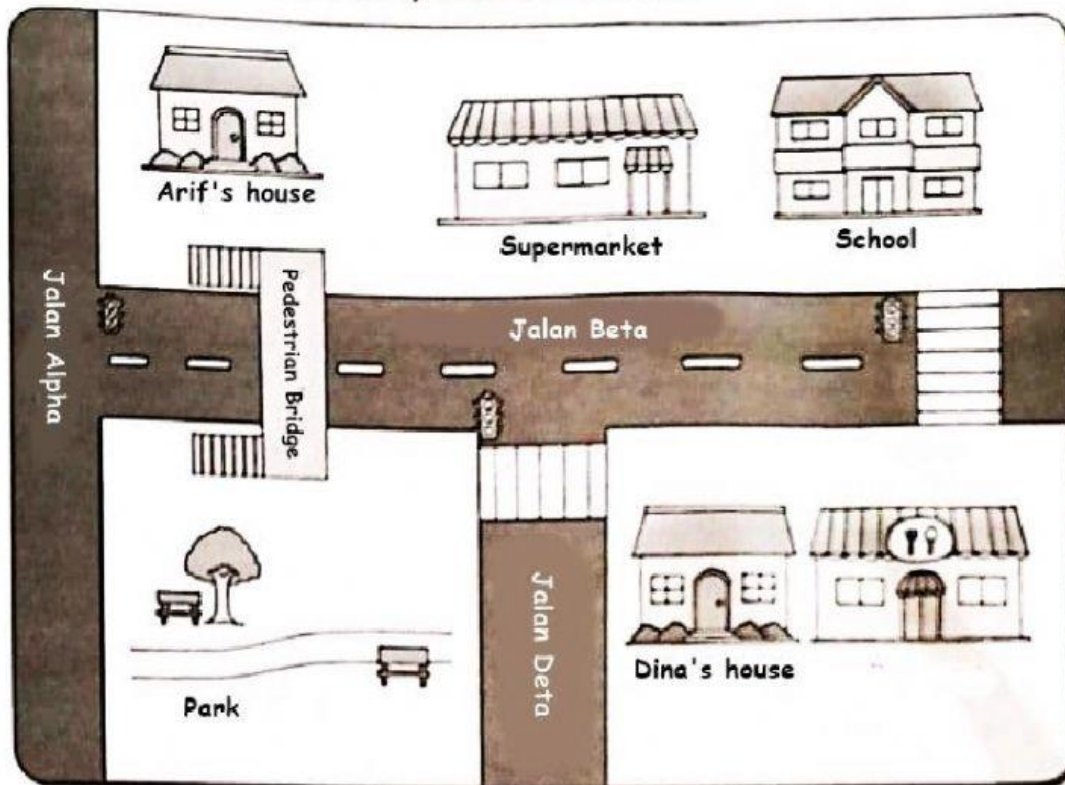 Arif's house
Supermarket
School
Jalan Alpha
Pedestrian Bridge
Jalan Beta
Jalan Deta
Dina's house
Park